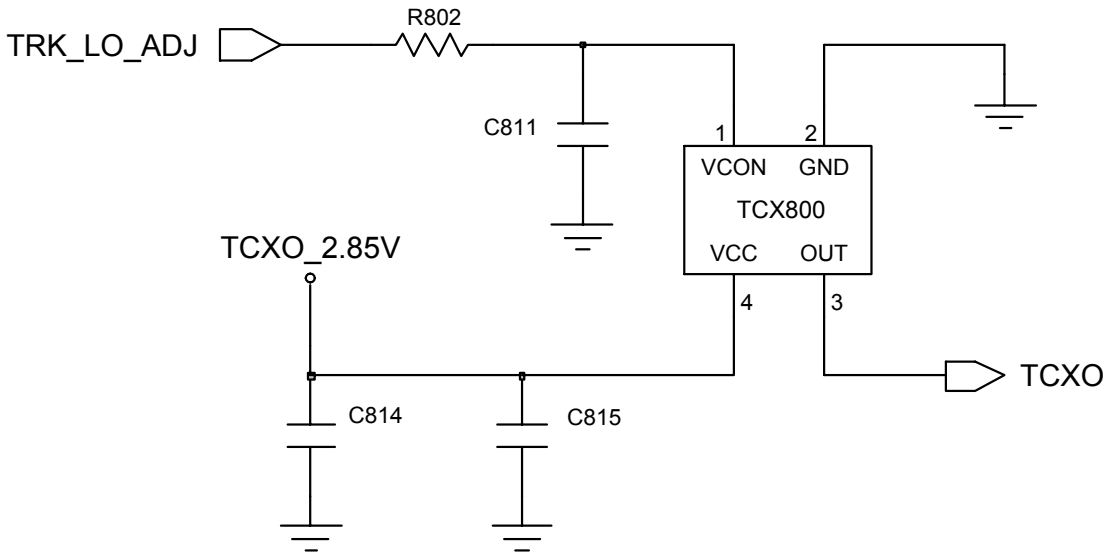 R802
TRK_LO_ADJ
C811
1 2
VCON GND
TCX800
TCXO_2.85V
VCC OUT
4 3
TCXO
C814
C815